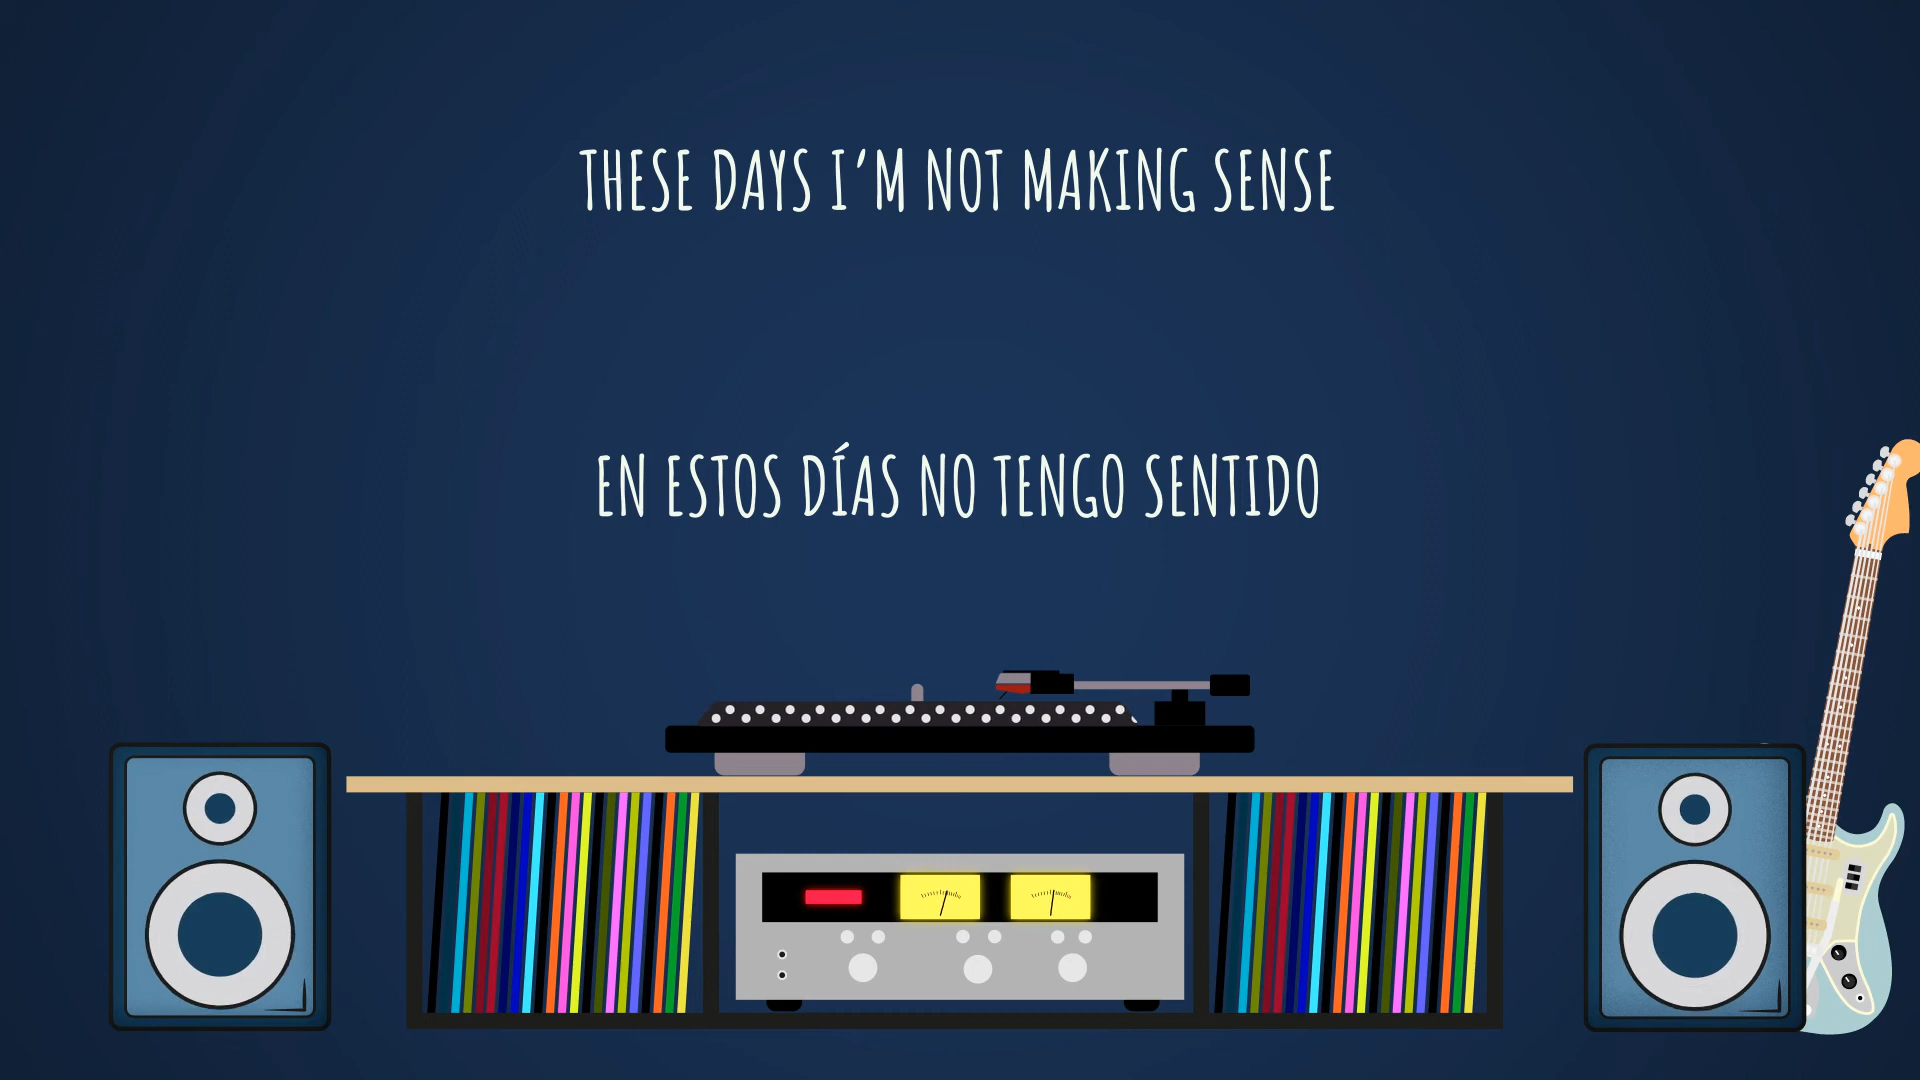 THESE DAYS I'M NOT MAKING SENSE
EN ESTOS DÍAS NO TENGO SENTIDO